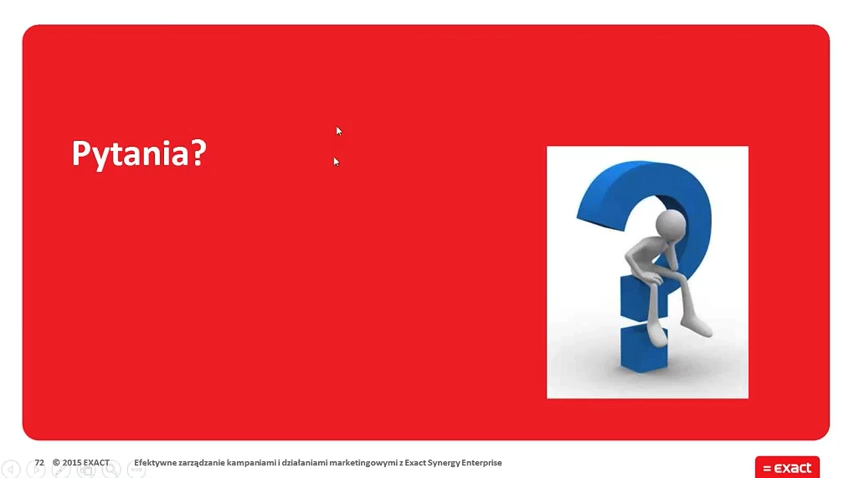 Pytania?
72 © 2015 EXACT Efektywne zarządzanie kampaniami i działaniami marketingowymi z Exact Synergy Enterprise
= exact